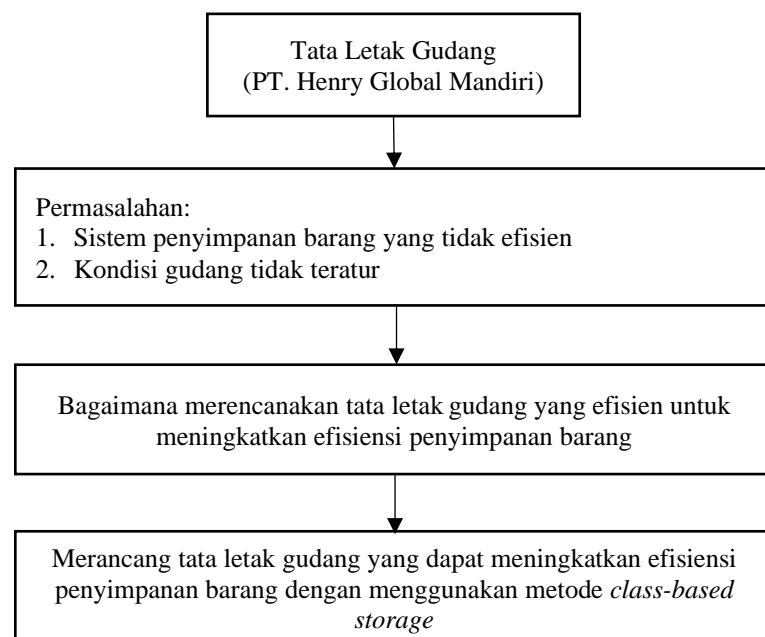 Tata Letak Gudang
(PT. Henry Global Mandiri)
Permasalahan:
1. Sistem penyimpanan barang yang tidak efisien
2. Kondisi gudang tidak teratur
Bagaimana merencanakan tata letak gudang yang efisien untuk
meningkatkan efisiensi penyimpanan barang
Merancang tata letak gudang yang dapat meningkatkan efisiensi
penyimpanan barang dengan menggunakan metode class-based
storage